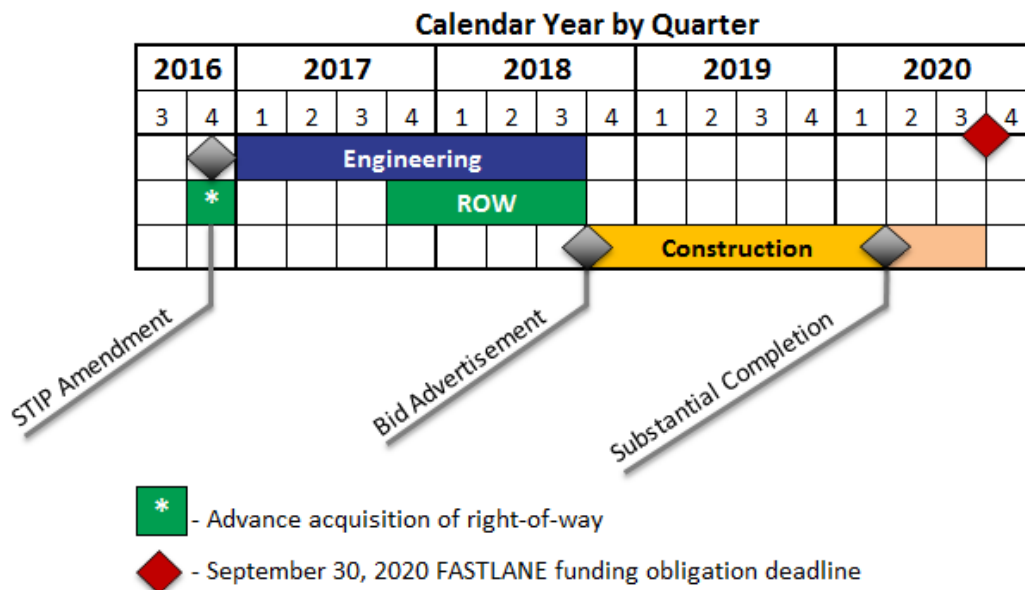 Calendar Year by Quarter
2016 2017 2018 2019 2020
3 4 1 2 3 4 1 2 3 4 1 2 3 4 1 2 3 4
Engineering
* ROW
Construction
STIP Amendment
Bid Advertisement
Substantial Completion
* - Advance acquisition of right-of-way
- September 30, 2020 FASTLANE funding obligation deadline